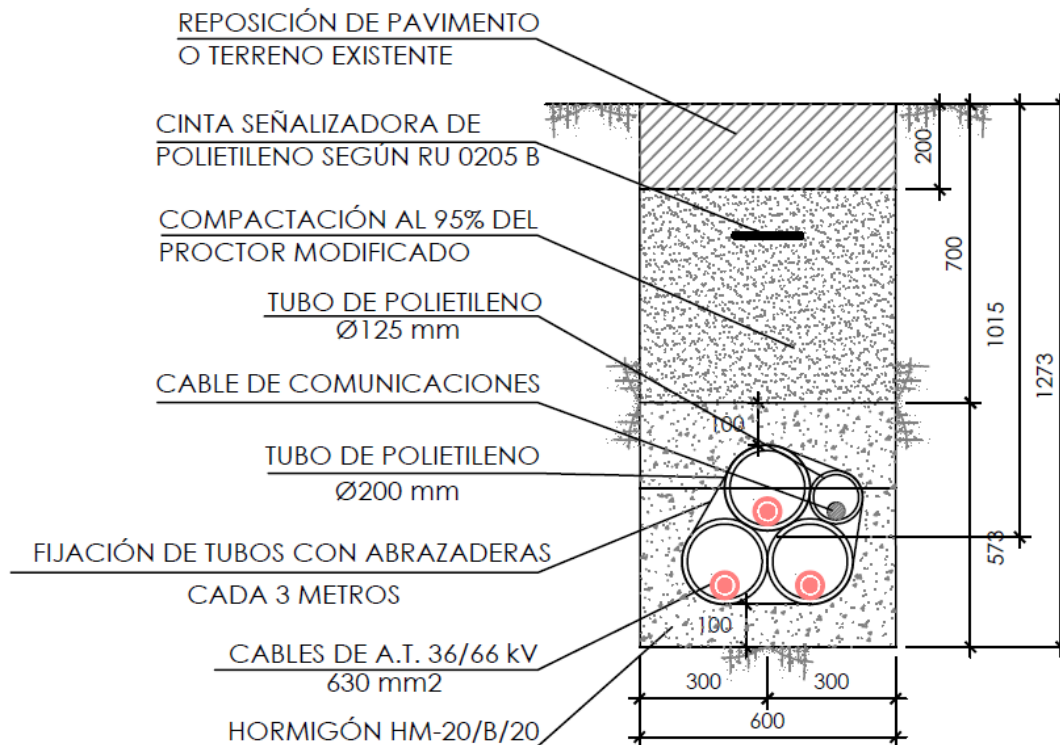 REPOSICIÓN DE PAVIMENTO
O TERRENO EXISTENTE
CINTA SEÑALIZADORA DE
POLIETILENO SEGÚN RU 0205 B
COMPACTACIÓN AL 95% DEL
PROCTOR MODIFICADO
TUBO DE POLIETILENO
Ø125 mm
CABLE DE COMUNICACIONES
TUBO DE POLIETILENO
Ø200 mm
FIJACIÓN DE TUBOS CON ABRAZADERAS
CADA 3 METROS
CABLES DE A.T. 36/66 kV
630 mm2
HORMIGÓN HM-20/B/20
200
700
1015
1273
100
573
100
300
300
600